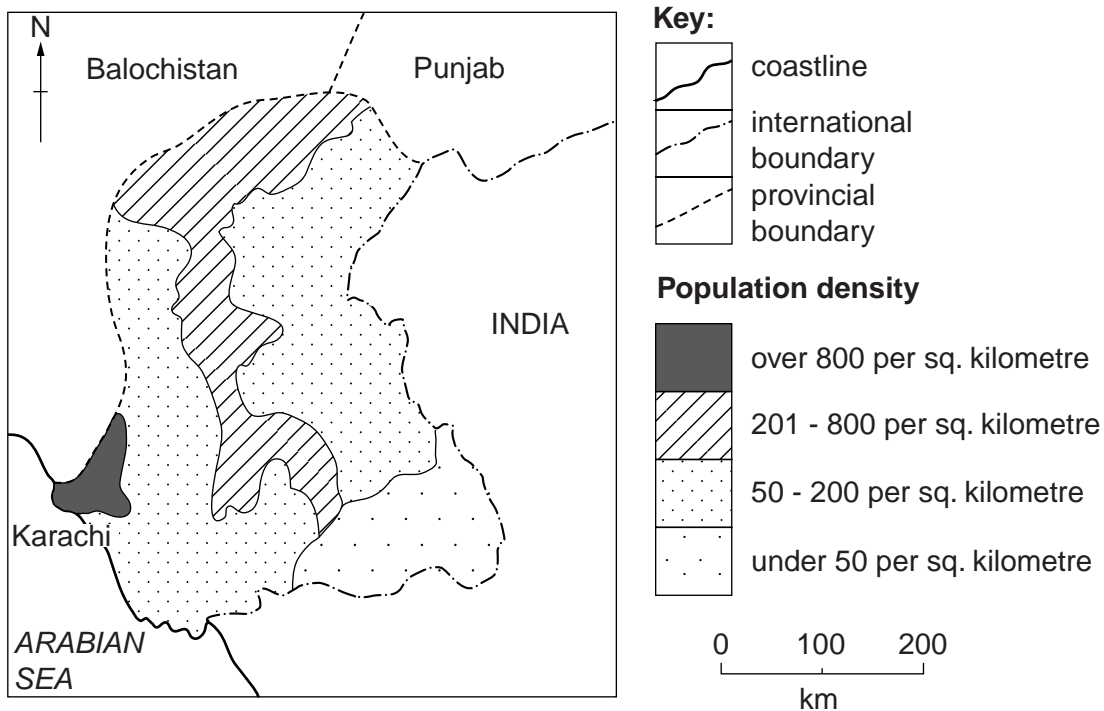 N
Balochistan
Punjab
INDIA
Karachi
ARABIAN
SEA
Key:
coastline
international
boundary
provincial
boundary
Population density
over 800 per sq. kilometre
201 - 800 per sq. kilometre
50 - 200 per sq. kilometre
under 50 per sq. kilometre
0 100 200
km